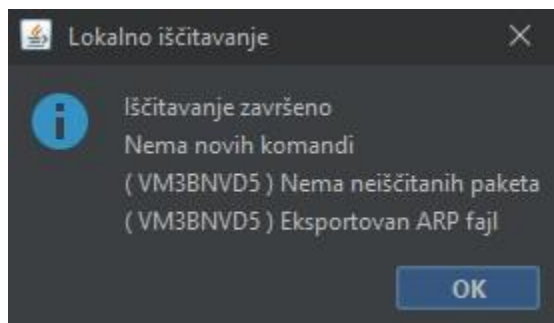 Lokalno iščitavanje
Iščitavanje završeno
Nema novih komandi
( VM3BNVD5 ) Nema neiščitanih paketa
( VM3BNVD5 ) Eksportovan ARP fajl
OK